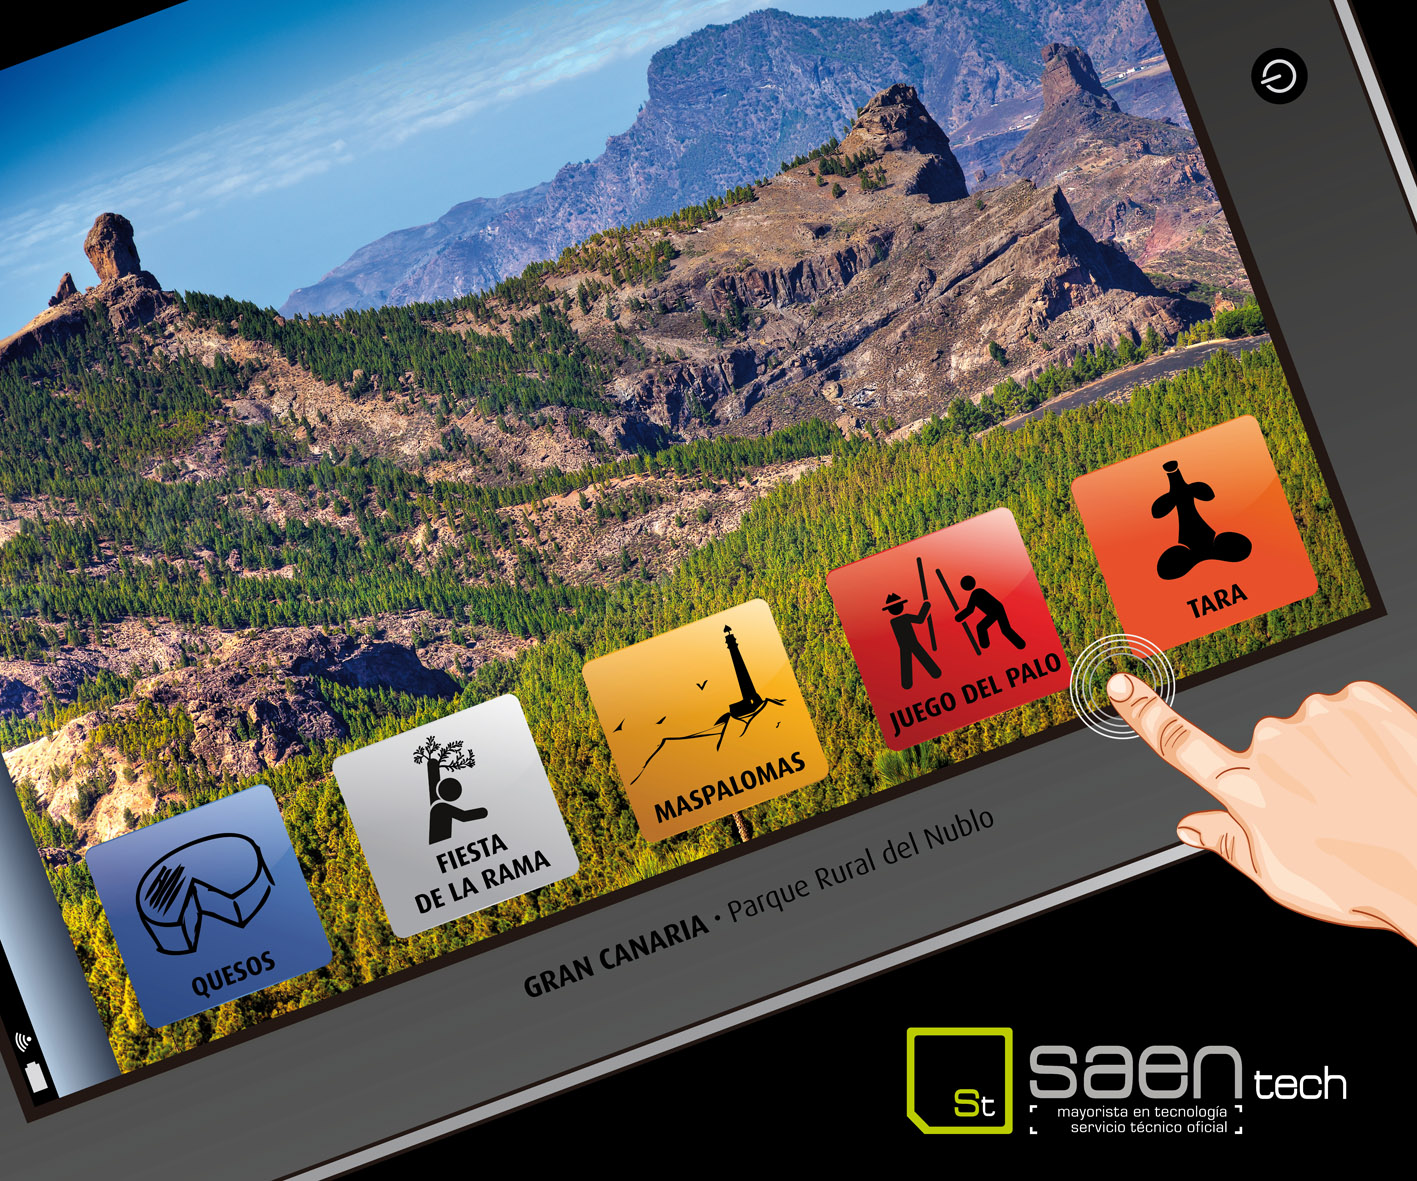 TARA
JUEGO DEL PALO
MASPALOMAS
FIESTA
DE LA RAMA
QUESOS
GRAN CANARIA • Parque Rural del Nublo
St
saen tech
mayorista en tecnología
servicio técnico oficial